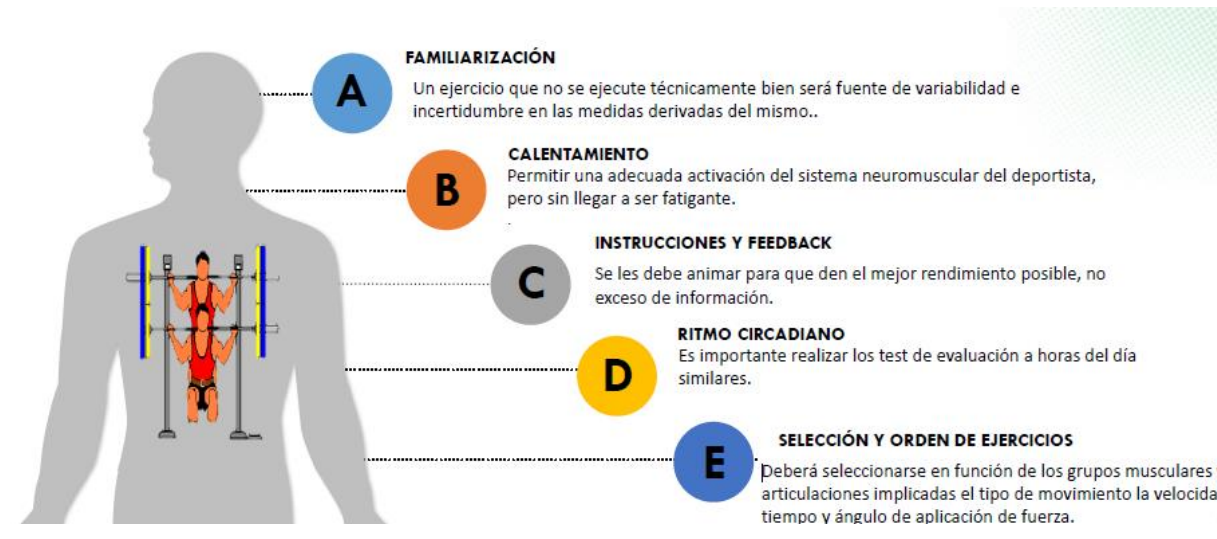 A
FAMILIARIZACIÓN
Un ejercicio que no se ejecute técnicamente bien será fuente de variabilidad e
incertidumbre en las medidas derivadas del mismo..
B
CALENTAMIENTO
Permitir una adecuada activación del sistema neuromuscular del deportista,
pero sin llegar a ser fatigante.
.
C
INSTRUCCIONES Y FEEDBACK
Se les debe animar para que den el mejor rendimiento posible, no
exceso de información.
D
RITMO CIRCADIANO
Es importante realizar los test de evaluación a horas del día
similares.
E
SELECCIÓN Y ORDEN DE EJERCICIOS
Deberá seleccionarse en función de los grupos musculares
articulaciones implicadas el tipo de movimiento la velocida
tiempo y ángulo de aplicación de fuerza.